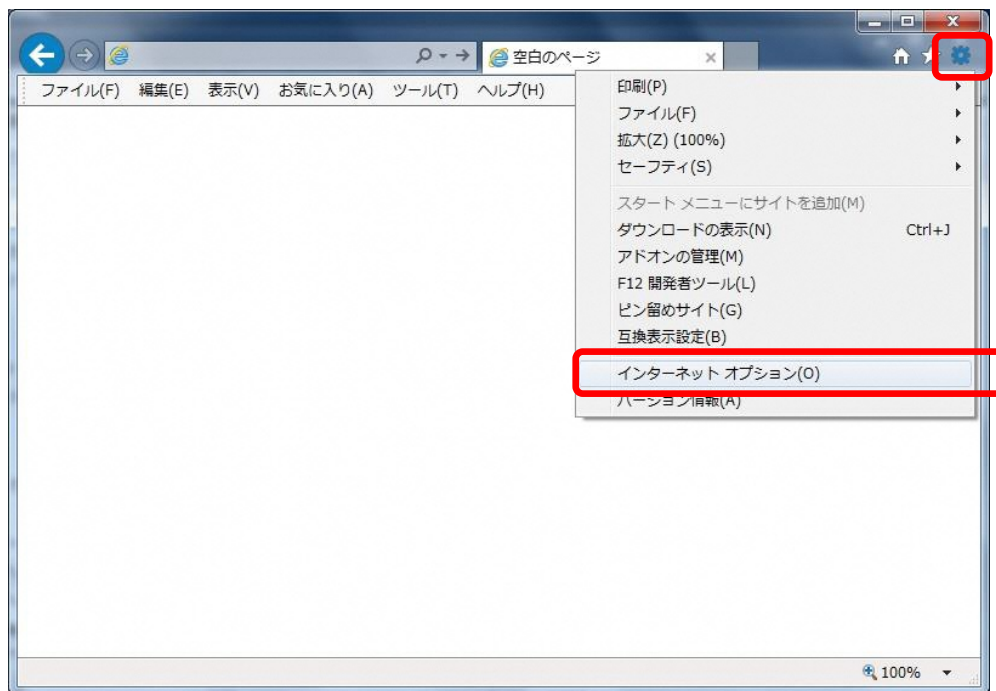 空白のページ
ファイル(F) 編集(E) 表示(V) お気に入り(A) ツール(T) ヘルプ(H)
印刷(P)
ファイル(F)
拡大(Z) (100%)
セーフティ(S)
スタート メニューにサイトを追加(M)
ダウンロードの表示(N) Ctrl+J
アドオンの管理(M)
F12 開発者ツール(L)
ピン留めサイト(G)
互換表示設定(B)
インターネット オプション(O)
バージョン情報(A)
100%